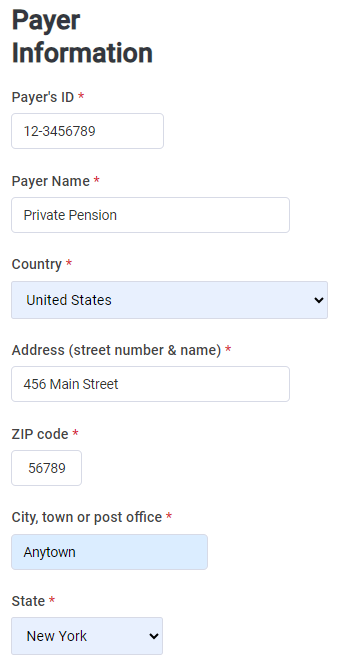 Payer
Information
Payer's ID *
12-3456789
Payer Name *
Private Pension
Country *
United States
Address (street number & name) *
456 Main Street
ZIP code *
56789
City, town or post office *
Anytown
State *
New York